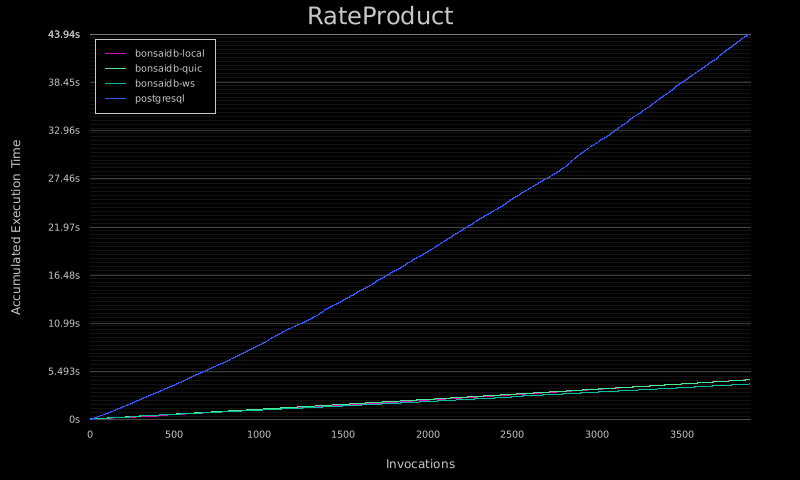 RateProduct
43.94s
38.45s
32.96s
27.46s
21.97s
16.48s
10.99s
5.493s
0s
Accumulated Execution Time
bonsaidb-local
bonsaidb-quic
bonsaidb-ws
postgresql
0 500 1000 1500 2000 2500 3000 3500
Invocations